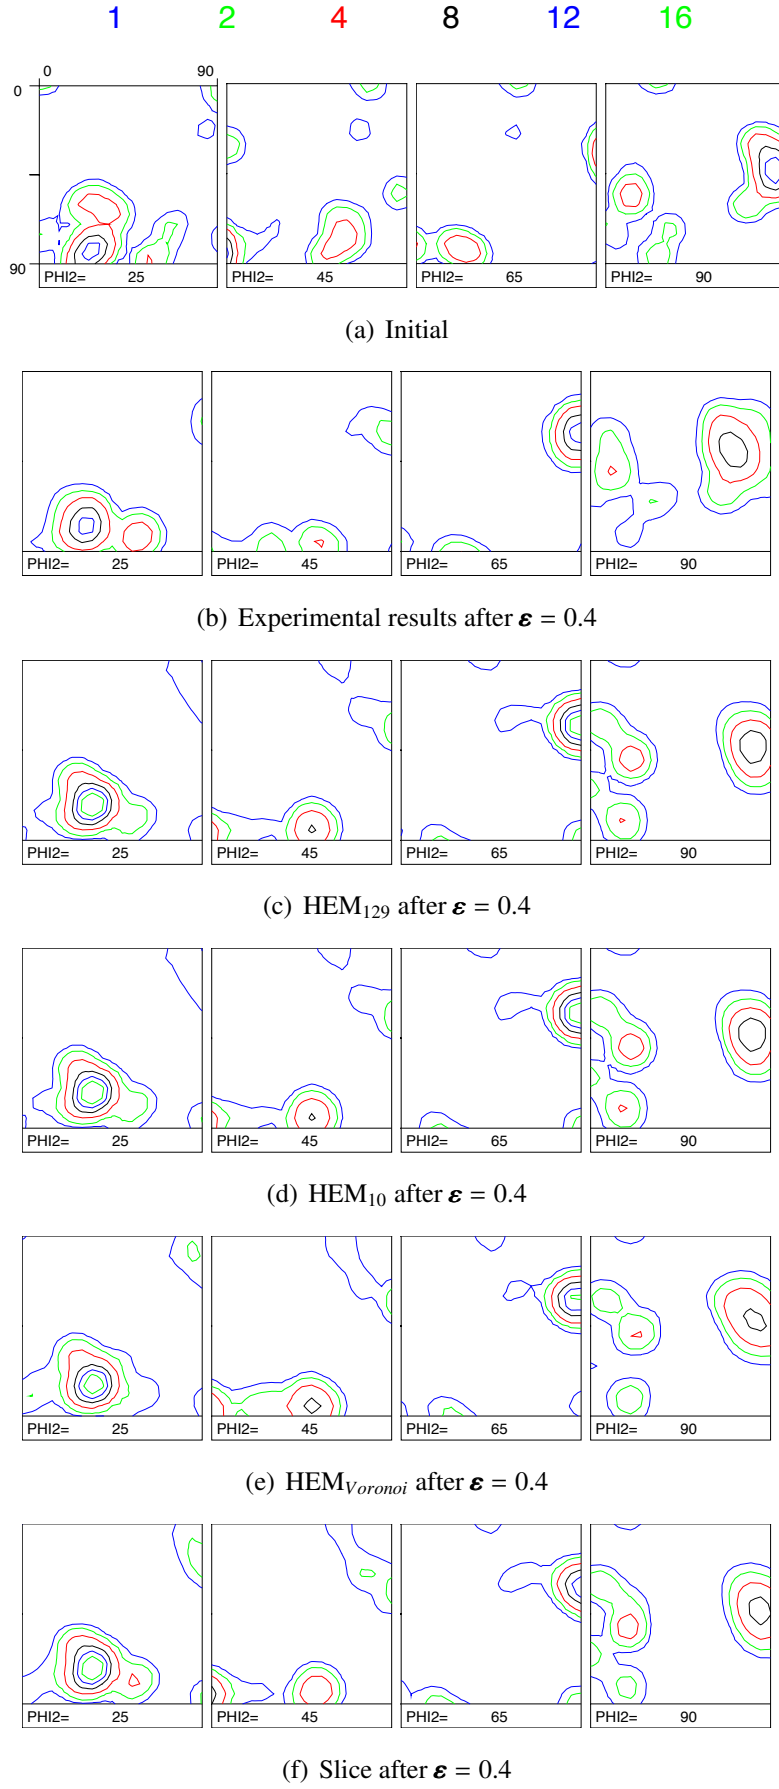 1 2 4 8 12 16
0 90
0
90
PHI2= 25 45 PHI2= 65 PHI2= 90
(a) Initial
PHI2= 25 PHI2= 45 PHI2= 65 PHI2= 90
(b) Experimental results after ε = 0.4
PHI2= 25 PHI2= 45 PHI2= 65 PHI2= 90
(c) HEM129 after ε = 0.4
PHI2= 25 PHI2= 45 PHI2= 65 PHI2= 90
(d) HEM10 after ε = 0.4
PHI2= 25 PHI2= 45 PHI2= 65 PHI2= 90
(e) HEMVoronoi after ε = 0.4
PHI2= 25 PHI2= 45 PHI2= 65 PHI2= 90
(f) Slice after ε = 0.4